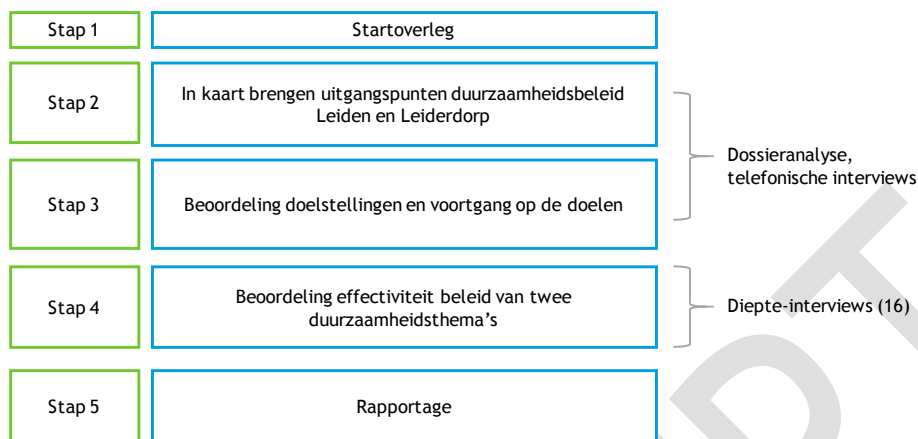 Stap 1
Startoverleg
Stap 2
In kaart brengen uitgangspunten duurzaamheidsbeleid
Leiden en Leiderdorp
Dossieranalyse,
telefonische interviews
Stap 3
Beoordeling doelstellingen en voortgang op de doelen
Stap 4
Beoordeling effectiviteit beleid van twee
duurzaamheidsthema's
Diepte-interviews (16)
Stap 5
Rapportage